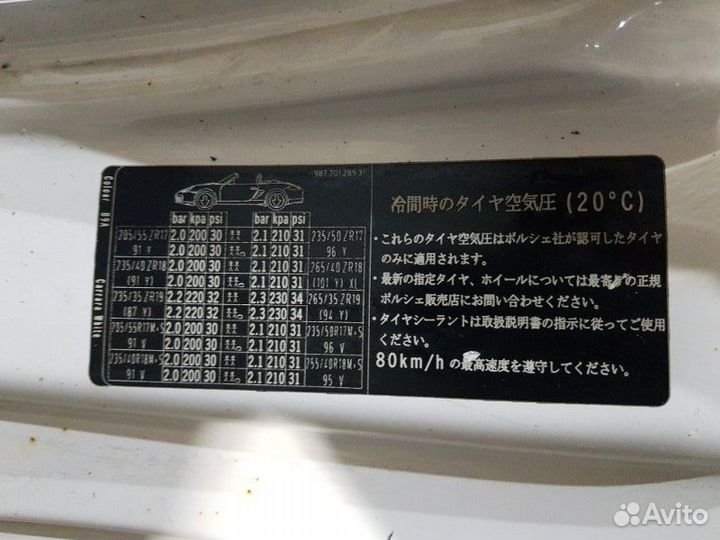 987.701.289.31
Colour B9A
Carrara White
bar kpa psi bar kpa psi
205/55 ZR17 2.0 200 30 2.1 210 31 235/50 ZR17
91 V 2.0 200 30 2.1 210 31 96 Y
235/40 ZR18 2.0 200 30 2.1 210 31 265/40 ZR18
(91 Y) 2.0 200 30 2.1 210 31 (101 Y) XL
235/35 ZR19 2.2 220 32 2.3 230 34 265/35 ZR19
(87 Y) 2.2 220 32 2.3 230 34 (94 Y)
205/55R17M+S 2.0 200 30 2.1 210 31 235/50R17M+S
91 V 2.0 200 30 2.1 210 31 96 V
235/40R18M+S 2.0 200 30 2.1 210 31 255/40R18M+S
91 V 2.0 200 30 2.1 210 31 95 V
冷間時のタイヤ空気圧 (20°C)
・これらのタイヤ空気圧はポルシェ社が認可したタイヤ
のみに適用されます。
・最新の指定タイヤ、ホイールについては最寄りの正規
ポルシェ販売店にお問い合わせください。
・タイヤシーラントは取扱説明書の指示に従ってご使用
ください。
80km/h の最高速度を遵守してください。
Avito